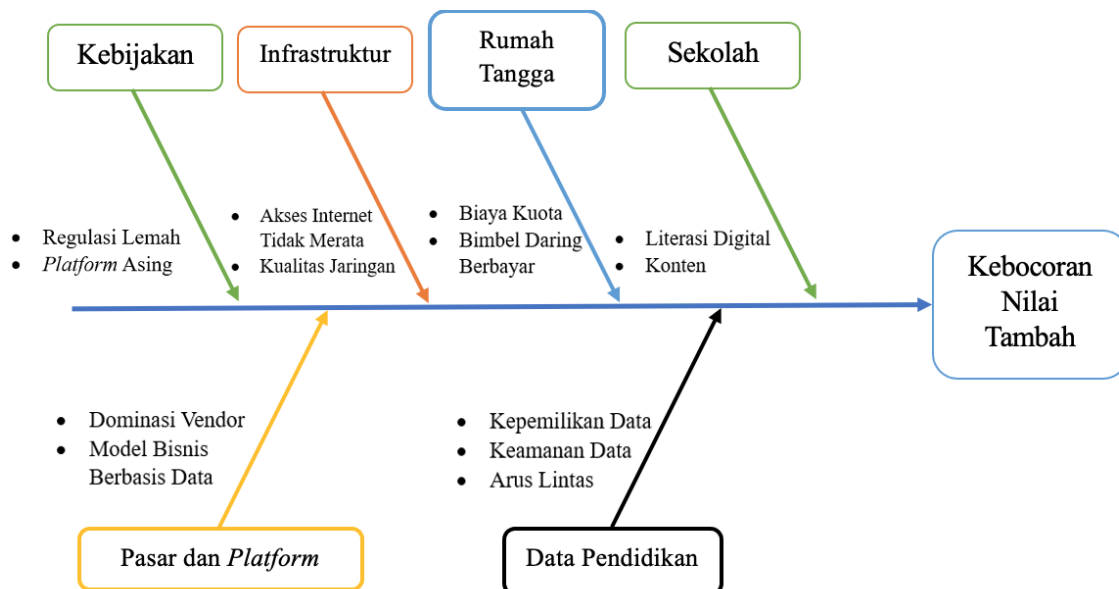 Kebijakan
Infrastruktur
Rumah
Tangga
Sekolah
• Regulasi Lemah
• Platform Asing
• Akses Internet
Tidak Merata
• Kualitas Jaringan
• Biaya Kuota
• Bimbel Daring
Berbayar
• Literasi Digital
• Konten
Kebocoran
Nilai
Tambah
• Dominasi Vendor
• Model Bisnis
Berbasis Data
• Kepemilikan Data
• Keamanan Data
• Arus Lintas
Pasar dan Platform
Data Pendidikan